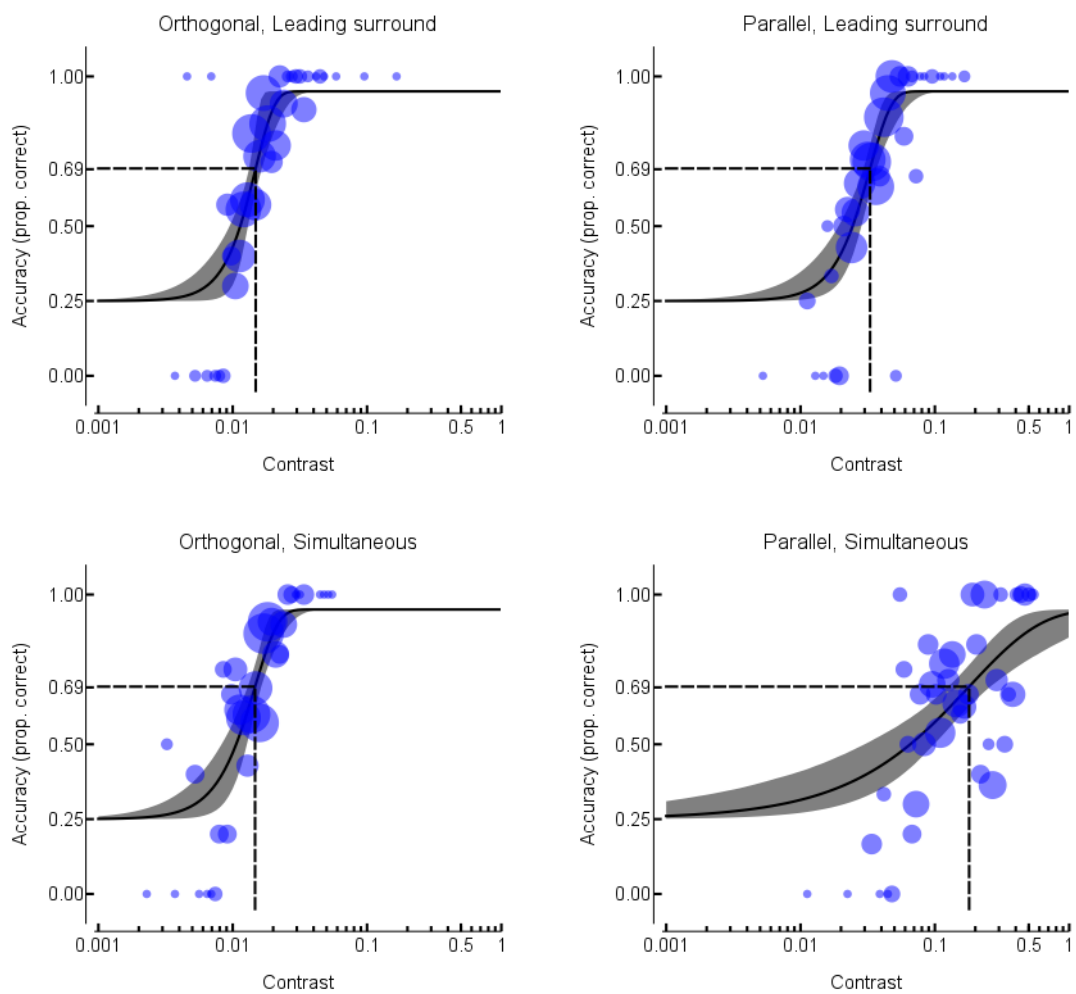 Orthogonal, Leading surround
Accuracy (prop. correct)
1.00
0.69
0.50
0.25
0.00
0.001 0.01 0.1 0.5 1
Contrast
Parallel, Leading surround
Accuracy (prop. correct)
1.00
0.69
0.50
0.25
0.00
0.001 0.01 0.1 0.5 1
Contrast
Orthogonal, Simultaneous
Accuracy (prop. correct)
1.00
0.69
0.50
0.25
0.00
0.001 0.01 0.1 0.5 1
Contrast
Parallel, Simultaneous
Accuracy (prop. correct)
1.00
0.69
0.50
0.25
0.00
0.001 0.01 0.1 0.5 1
Contrast